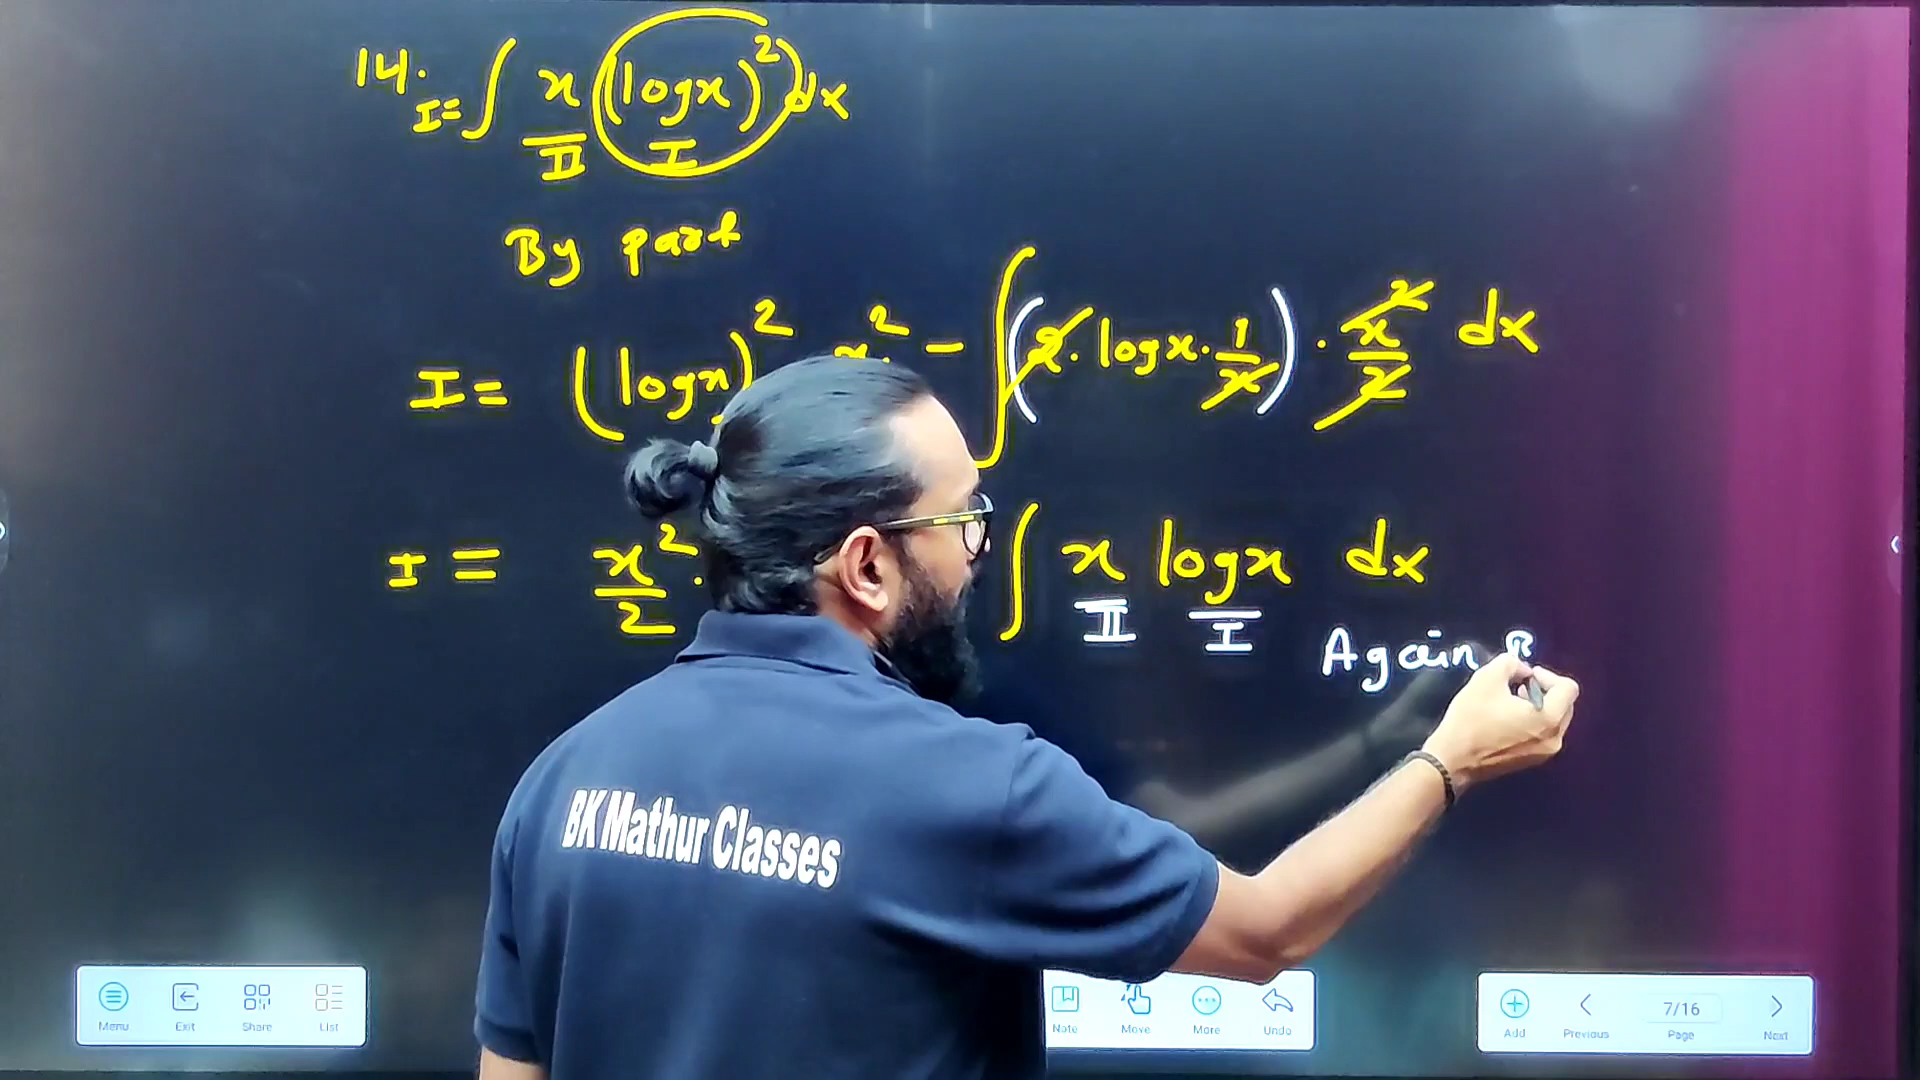 14. I = ∫ x (log x)² dx
II I
By part
I = (log x)² x² - ∫ (2. log x . 1/x) . x²/2 dx
I = x²/2 . ∫ x log x dx
II I
Again B
BK Mathur Classes
Menu Exit Share List Note Move More Undo Add Previous 7/16 Page Next